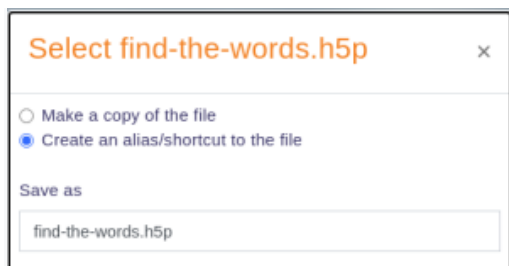 Select find-the-words.h5p ×
Make a copy of the file
Create an alias/shortcut to the file
Save as
find-the-words.h5p